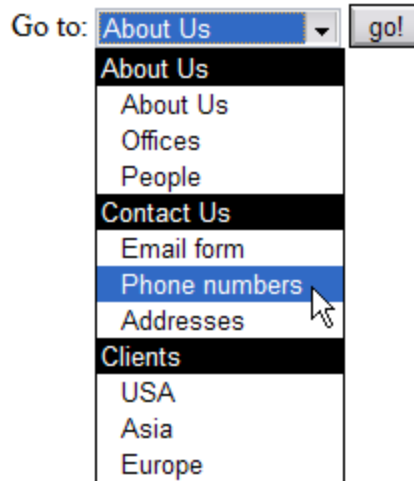 Go to: About Us go!
About Us
About Us
Offices
People
Contact Us
Email form
Phone numbers
Addresses
Clients
USA
Asia
Europe